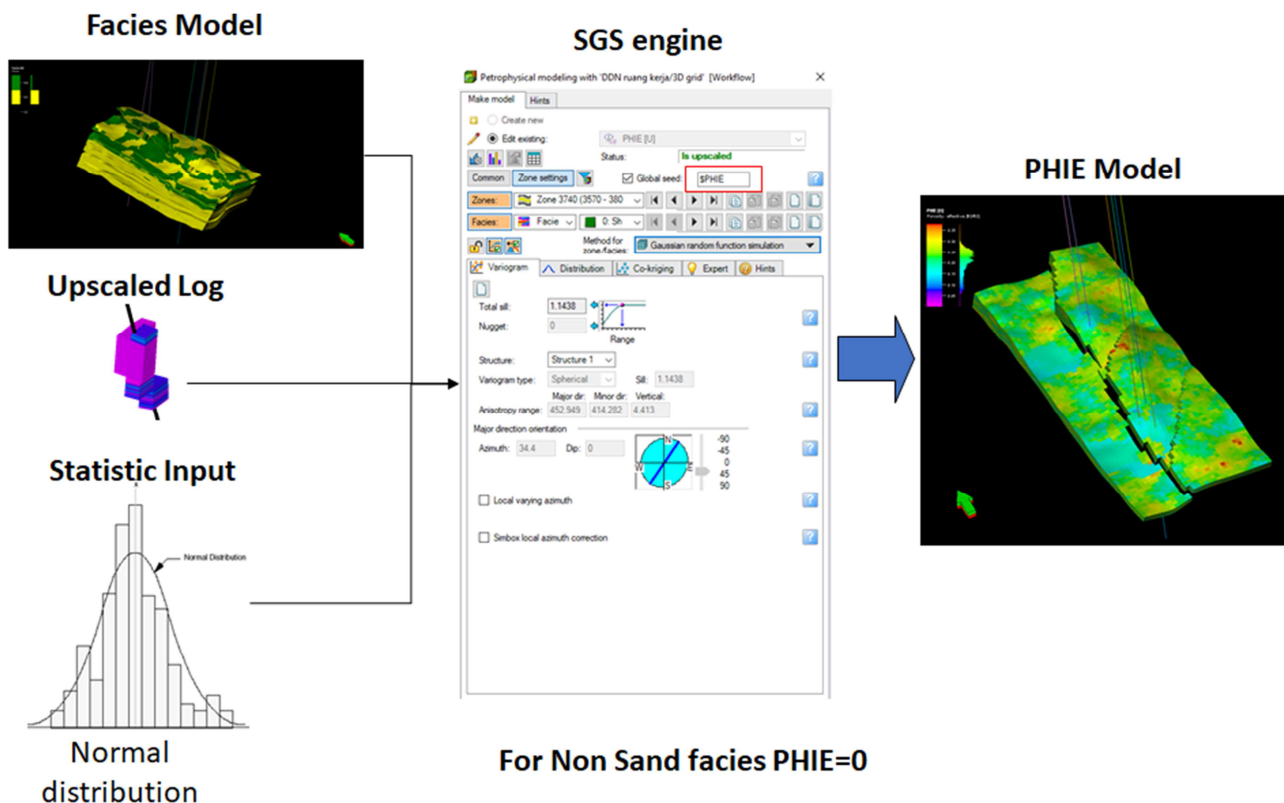 Facies Model
SGS engine
Upscaled Log
Statistic Input
Normal Distribution
Normal
distribution
Petrophysical modeling with 'DDN ruang kerja/3D grid' [Workflow]
Make model Hints
Create new
Edit existing: PHIE [U]
Status: Is upscaled
Common Zone settings Global seed: $PHIE
Zones: Zone 3740 (3570 - 380
Facies: Facie 0: Sh
Method for
zone/facies: Gaussian random function simulation
Variogram Distribution Co-kriging Expert Hints
Total sill: 1.1438
Nugget: 0
Range
Structure: Structure 1
Variogram type: Spherical Sill: 1.1438
Major dir: Minor dir: Vertical:
Anisotropy range: 452.949 414.282 4.413
Major direction orientation
Azimuth: 34.4 Dip: 0
N
W E
S
-90
-45
0
45
90
Local varying azimuth
Simbox local azimuth correction
For Non Sand facies PHIE=0
PHIE Model